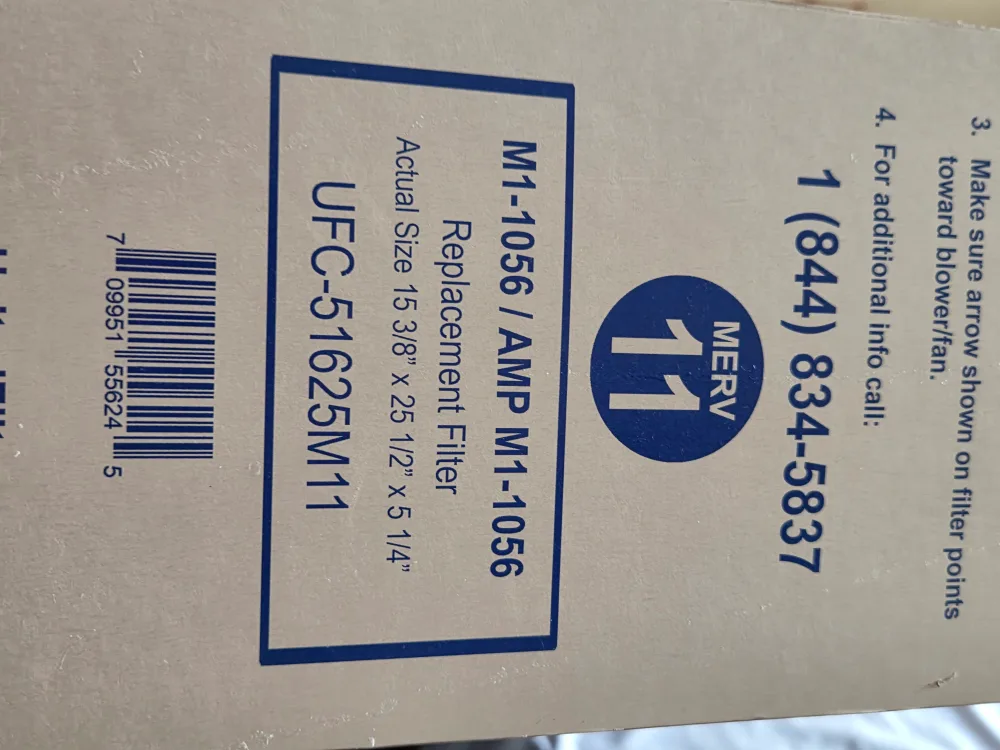 3. Make sure arrow shown on filter points
toward blower/fan.
4. For additional info call:
1 (844) 834-5837
MERV
11
M1-1056 / AMP M1-1056
Replacement Filter
Actual Size 15 3/8” x 25 1/2” x 5 1/4”
UFC-51625M11
7 09951 55624 5